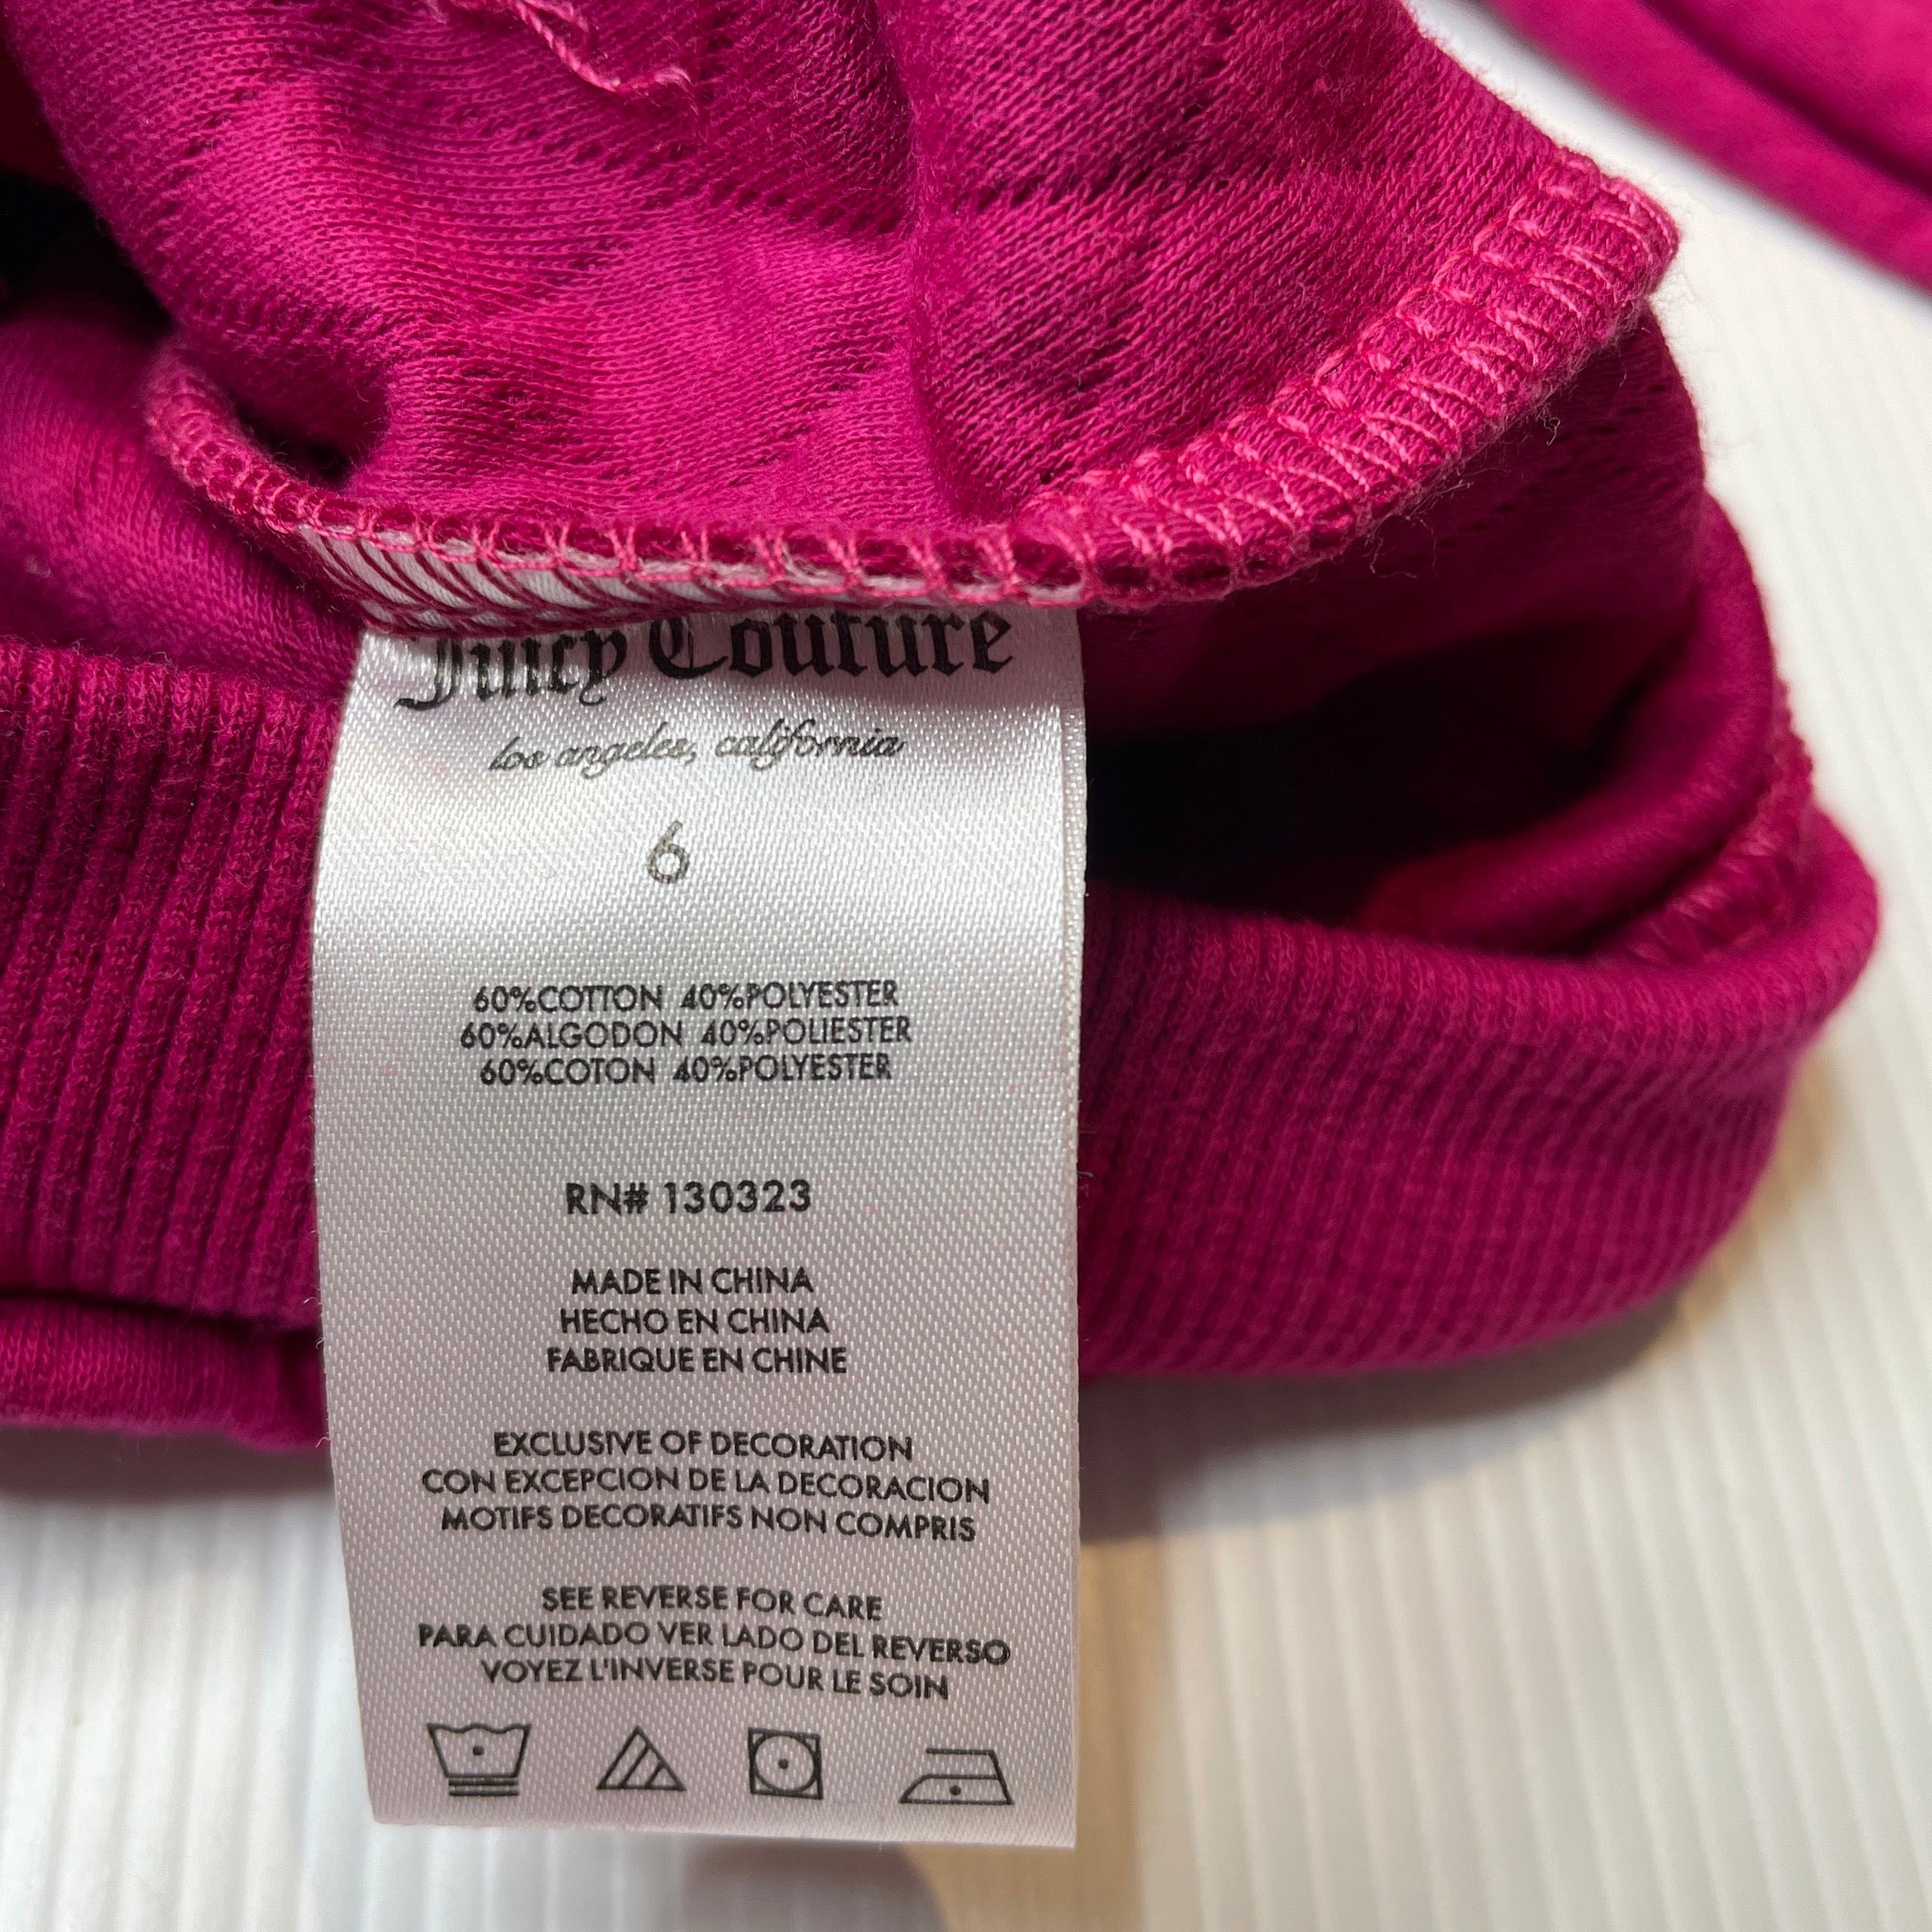 Juicy Couture
los angeles, california
6
60%COTTON 40%POLYESTER
60%ALGODON 40%POLIESTER
60%COTON 40%POLYESTER
RN# 130323
MADE IN CHINA
HECHO EN CHINA
FABRIQUE EN CHINE
EXCLUSIVE OF DECORATION
CON EXCEPCION DE LA DECORACION
MOTIFS DECORATIFS NON COMPRIS
SEE REVERSE FOR CARE
PARA CUIDADO VER LADO DEL REVERSO
VOYEZ L'INVERSE POUR LE SOIN